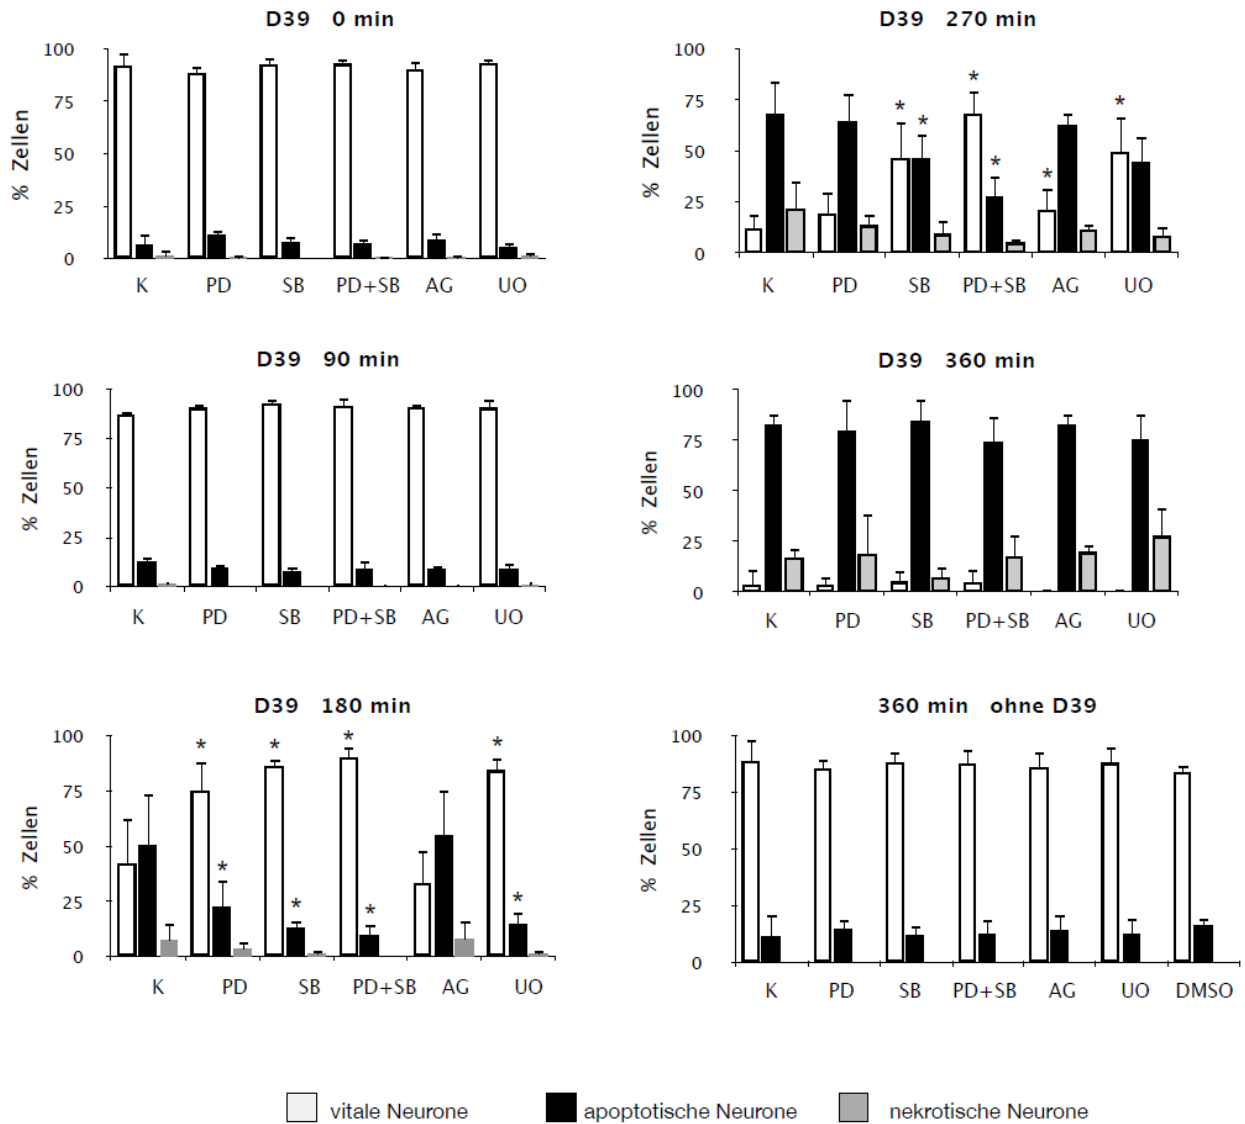 D39 0 min
100
75
50
25
0
% Zellen
K PD SB PD+SB AG UO
D39 270 min
100
75
50
25
0
% Zellen
* * * * * *
K PD SB PD+SB AG UO
D39 90 min
100
75
50
25
0
% Zellen
K PD SB PD+SB AG UO
D39 360 min
100
75
50
25
0
% Zellen
K PD SB PD+SB AG UO
D39 180 min
100
75
50
25
0
% Zellen
* * * * * * * *
K PD SB PD+SB AG UO
360 min ohne D39
100
75
50
25
0
% Zellen
K PD SB PD+SB AG UO DMSO
vitale Neurone apoptotische Neurone nekrotische Neurone